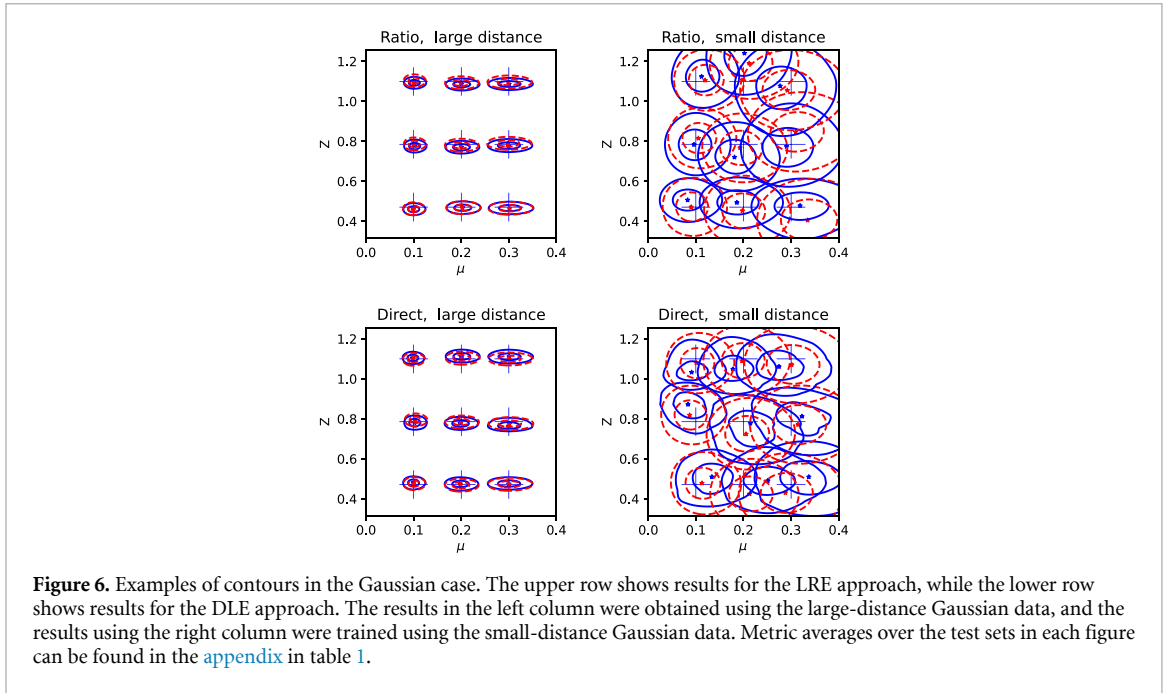 Ratio, large distance
Ratio, small distance
1.2
1.0
0.8
0.6
0.4
Z
0.0 0.1 0.2 0.3 0.4
μ
1.2
1.0
0.8
0.6
0.4
Z
0.0 0.1 0.2 0.3 0.4
μ
Direct, large distance
Direct, small distance
1.2
1.0
0.8
0.6
0.4
Z
0.0 0.1 0.2 0.3 0.4
μ
1.2
1.0
0.8
0.6
0.4
Z
0.0 0.1 0.2 0.3 0.4
μ
Figure 6. Examples of contours in the Gaussian case. The upper row shows results for the LRE approach, while the lower row
shows results for the DLE approach. The results in the left column were obtained using the large-distance Gaussian data, and the
results using the right column were trained using the small-distance Gaussian data. Metric averages over the test sets in each figure
can be found in the appendix in table 1.